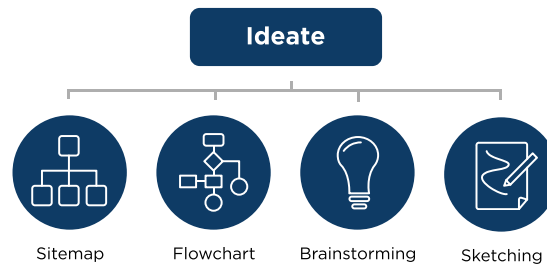 Ideate
Sitemap
Flowchart
Brainstorming
Sketching